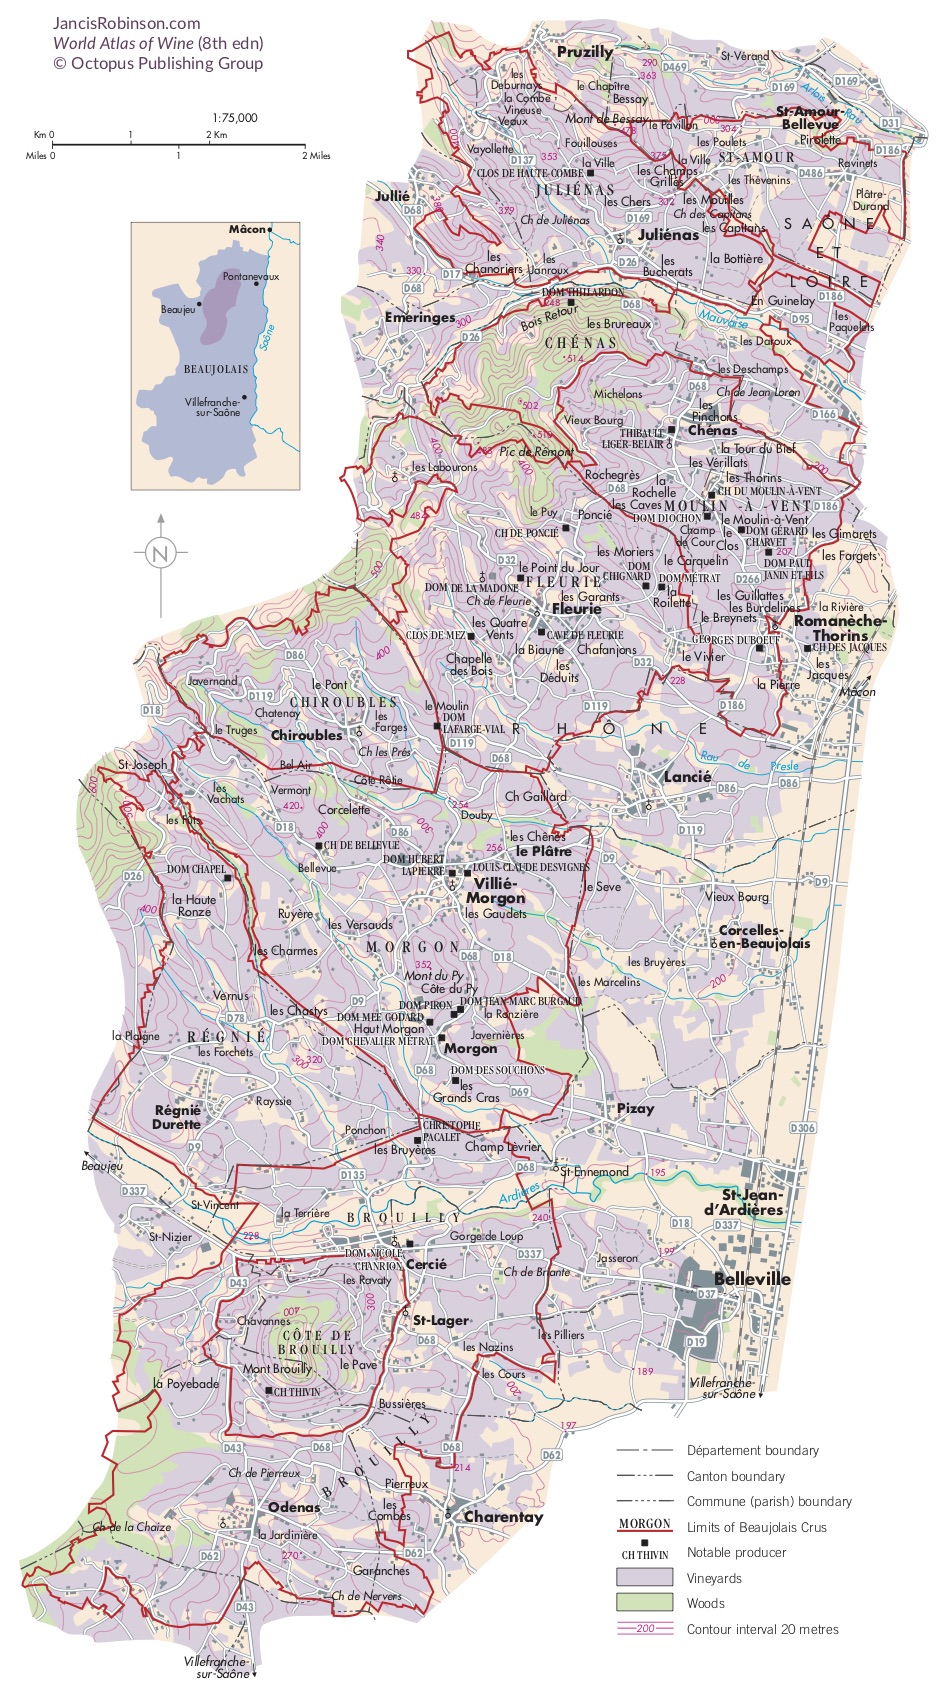 JancisRobinson.com
World Atlas of Wine (8th edn)
© Octopus Publishing Group
1:75,000
Km 0 1 2 Km
Miles 0 1 2 Miles
Mâcon
Pontanevaux
Beaujeu
Saône
BEAUJOLAIS
Villefranche-
sur-Saône
N
Pruzilly
St-Vérand
D469
290
363
D169
D169
les
Deburnays
le Chapître
la Combe
Bessay
Vineuse
Veaux
Arlois Rau
St-Amour-
Bellevue
D31
Mont de Bessay
le Pavillon
304
Pirolette
D186
Vayollette
Fouillouses
les Poulets
D137
353
la Ville
la Ville
ST-AMOUR
Ravinets
CLOS DE HAUTE-COMBE
les Champs
Grillés
D486
les Thévenins
Jullié
JULIÉNAS
Plâtre-
Durand
D68
les Chers
les Mouilles
379
Ch de Juliénas
D169
Ch des Capitans
les Capitans
SAÔNE
ET
LOIRE
Juliénas
340
330
les
Chanoriers
les
Vanroux
D26
les
Bucherats
la Bottière
D17
D68
DOM THILLARDON
D68
En Guinelay
D186
Emeringes
300
Bois Retour
les Brureaux
Mauvaise
D95
les
Paquelets
D26
CHÉNAS
les Daroux
514
les Deschamps
D68
Michelons
Ch de Jean Loron
502
Vieux Bourg
les
Pinchons
D166
THIBAULT
LIGER-BELAIR
Chénas
400
Pic de Rémont
la Tour du Bief
les Labourons
les Vérillats
200
Rochegrès
les Thorins
D68
la
Rochelle
CH DU MOULIN-À-VENT
les Caves
MOULIN-À-VENT
D186
le Puy
Poncié
DOM DIOCHON
le Moulin-à-Vent
CH DE PONCIÉ
Champ
de Cour
le
Clos
DOM GÉRARD
CHARVET
les Gimarets
les Moriers
207
les Fargets
D32
le Point du Jour
DOM
CHIGNARD
le Carquelin
DOM PAUL
JANIN ET FILS
500
DOM DE LA MADONE
FLEURIE
DOM MÉTRAT
D266
Ch de Fleurie
les Garants
la
Roilette
les Guillattes
les Burdelines
la Rivière
Fleurie
le Breynets
Romanèche-
Thorins
les Quatre
Vents
CLOS DE MEZ
CAVE DE FLEURIE
GEORGES DUBOEUF
CH DES JACQUES
la Biaune
Chafanjons
400
Chapelle
des Bois
les
Déduits
D32
le Vivier
les
Jacques
D86
Javernand
le Pont
228
la Pierre
Mâcon
D119
CHIROUBLES
D119
D186
D18
Chatenay
les
Farges
le Moulin
DOM
LAFARGE-VIAL
RHÔNE
le Truges
Chiroubles
Ch les Prés
D119
D68
Rau de Presle
St-Joseph
Bel Air
Lancié
600
les
Vachats
Vermont
Côte Rôtie
D86
D86
420
Ch Gaillard
500
Corcelette
254
300
Douby
les Fûts
D18
400
D86
256
les Chênes
D119
CH DE BELLEVUE
le Plâtre
D26
DOM CHAPEL
Bellevue
DOM HUBERT
LAPIERRE
LOUIS-CLAUDE DESVIGNES
D9
D9
Villié-
Morgon
le Seve
la Haute
Ronze
Vieux Bourg
400
Ruyère
les Gaudets
les Versauds
Corcelles-
en-Beaujolais
les Charmes
MORGON
D68
D18
les Bruyères
352
Mont du Py
Côte du Py
les Marcelins
200
Vernus
D9
DOM PIRON
DOM JEAN-MARC BURGAUD
D78
les Chastys
DOM MEE GODARD
la Ronzière
la Plaigne
RÉGNIÉ
Haut Morgon
DOM CHEVALIER MÉTRAT
Javernières
les Forchets
300
320
Morgon
D68
DOM DES SOUCHONS
les
Grands Cras
D69
Régnié
Durette
Rayssie
Pizay
Ponchon
CHRISTOPHE
PACALET
D306
D9
les Bruyères
Champ Lévrier
Beaujeu
D135
D68
St-Ennemond
195
D337
Ardières
St-Jean-
d'Ardières
St-Vincent
la Terrière
BROUILLY
240
D18
D337
St-Nizier
228
Gorge de Loup
DOM NICOLE
CHANRION
Cercié
D337
Jasseron
199
Ch de Briante
Belleville
D43
les Ravaty
300
D37
Chavannes
400
CÔTE DE
BROUILLY
St-Lager
D68
les Pilliers
D19
les Nazins
Mont Brouilly
le Pave
189
la Poyebade
les Cours
200
Villefranche-
sur-Saône
CH THIVIN
Bussières
197
D43
D68
BROUILLY
D68
D62
Ch de Pierreux
214
Pierreux
Odenas
les
Combes
Charentay
Ch de la Chaize
la Jardinière
D62
270
D62
Garanches
Ch de Nervers
D43
Villefranche-
sur-Saône
Département boundary
Canton boundary
Commune (parish) boundary
MORGON Limits of Beaujolais Crus
CH THIVIN Notable producer
Vineyards
Woods
200 Contour interval 20 metres